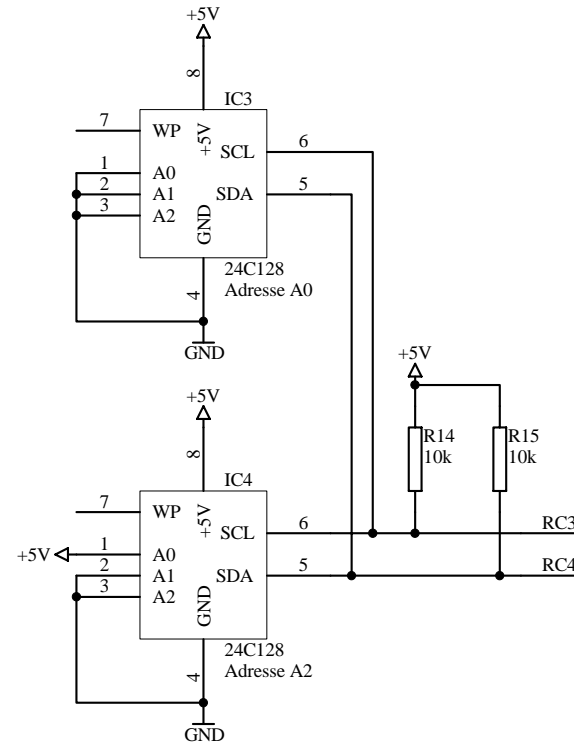 +5V
8
IC3
7 WP +5V
SCL 6
1 A0
2 A1 SDA 5
3 A2
GND
4
24C128
Adresse A0
GND
+5V
+5V
8
R14
10k
R15
10k
IC4
7 WP +5V
SCL 6 RC3
+5V 1 A0
2 A1 SDA 5 RC4
3 A2
GND
4
24C128
Adresse A2
GND